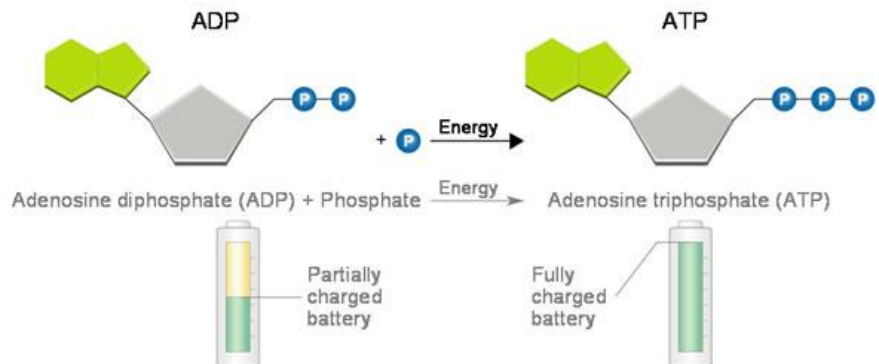 ADP
ATP
P P
P P P
+ P
Energy
Adenosine diphosphate (ADP) + Phosphate
Energy
Adenosine triphosphate (ATP)
Partially
charged
battery
Fully
charged
battery